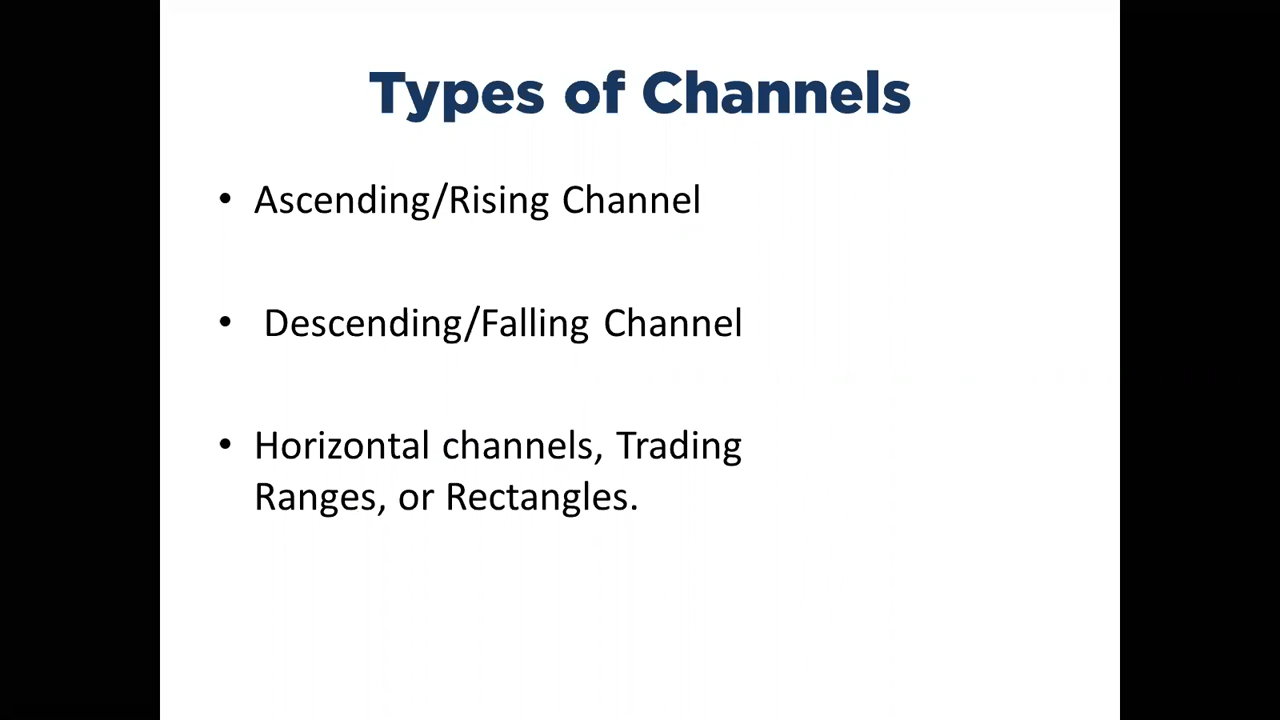 Types of Channels
• Ascending/Rising Channel
• Descending/Falling Channel
• Horizontal channels, Trading
Ranges, or Rectangles.